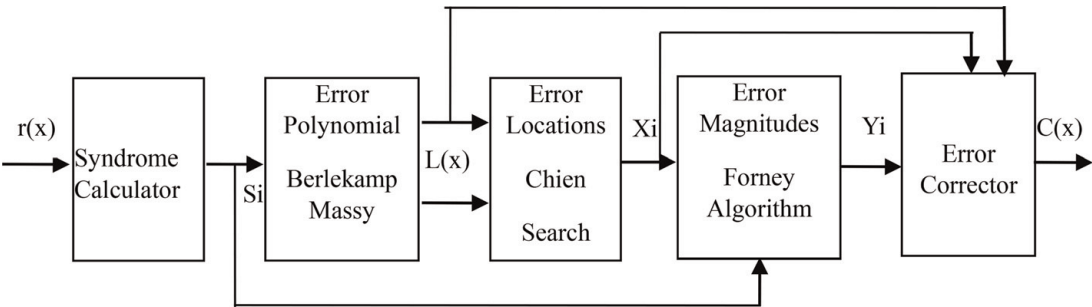 r(x)
Syndrome
Calculator
Si
Error
Polynomial
Berlekamp
Massy
L(x)
Error
Locations
Chien
Search
Xi
Error
Magnitudes
Forney
Algorithm
Yi
Error
Corrector
C(x)